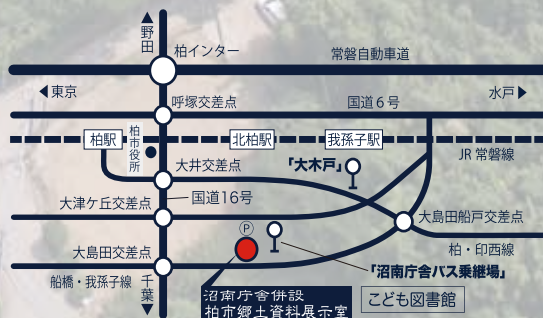 ▲野田
柏インター
常磐自動車道
◀東京
水戸▶
呼塚交差点
国道6号
柏駅
柏市役所
北柏駅
我孫子駅
JR 常磐線
大井交差点
「大木戸」
国道16号
大津ケ丘交差点
大島田船戸交差点
大島田交差点
P
柏・印西線
船橋・我孫子線
千葉▼
「沼南庁舎バス乗継場」
沼南庁舎併設
柏市郷土資料展示室
こども図書館